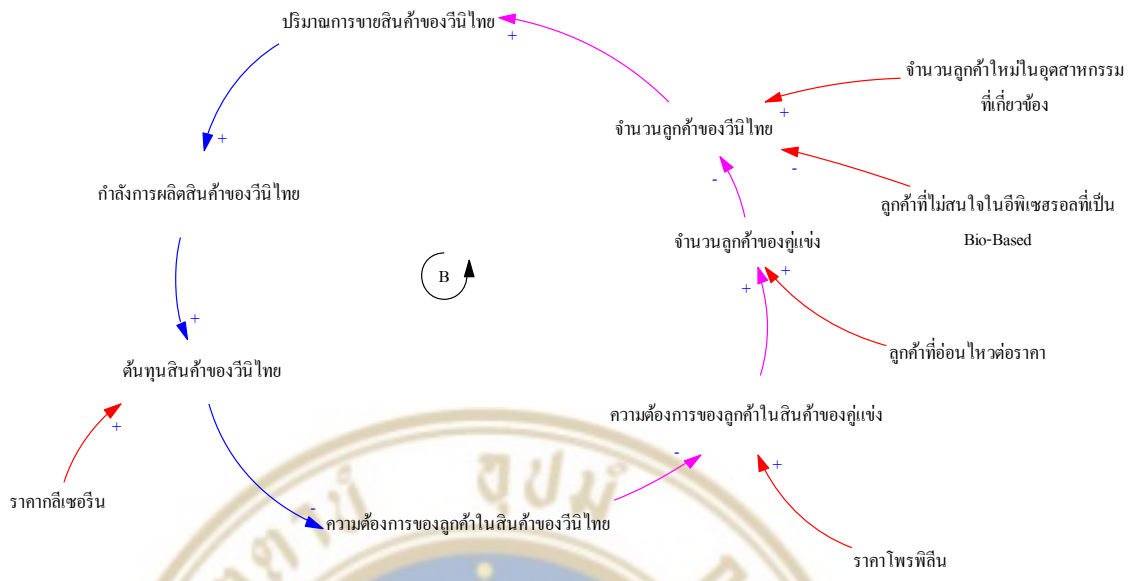 ปริมาณการขายสินค้าของวีนิไทย
+
จำนวนลูกค้าใหม่ในอุตสาหกรรม
ที่เกี่ยวข้อง
+
จำนวนลูกค้าของวีนิไทย
+
-
-
กำลังการผลิตสินค้าของวีนิไทย
ลูกค้าที่ไม่สนใจในอีพิเซฮรอลที่เป็น
Bio-Based
จำนวนลูกค้าของคู่แข่ง
B
+
+
+
ลูกค้าที่อ่อนไหวต่อราคา
ต้นทุนสินค้าของวีนิไทย
ความต้องการของลูกค้าในสินค้าของคู่แข่ง
+
-
+
ราคากลีเซอรีน
-
ความต้องการของลูกค้าในสินค้าของวีนิไทย
ราคาโพรพิลีน